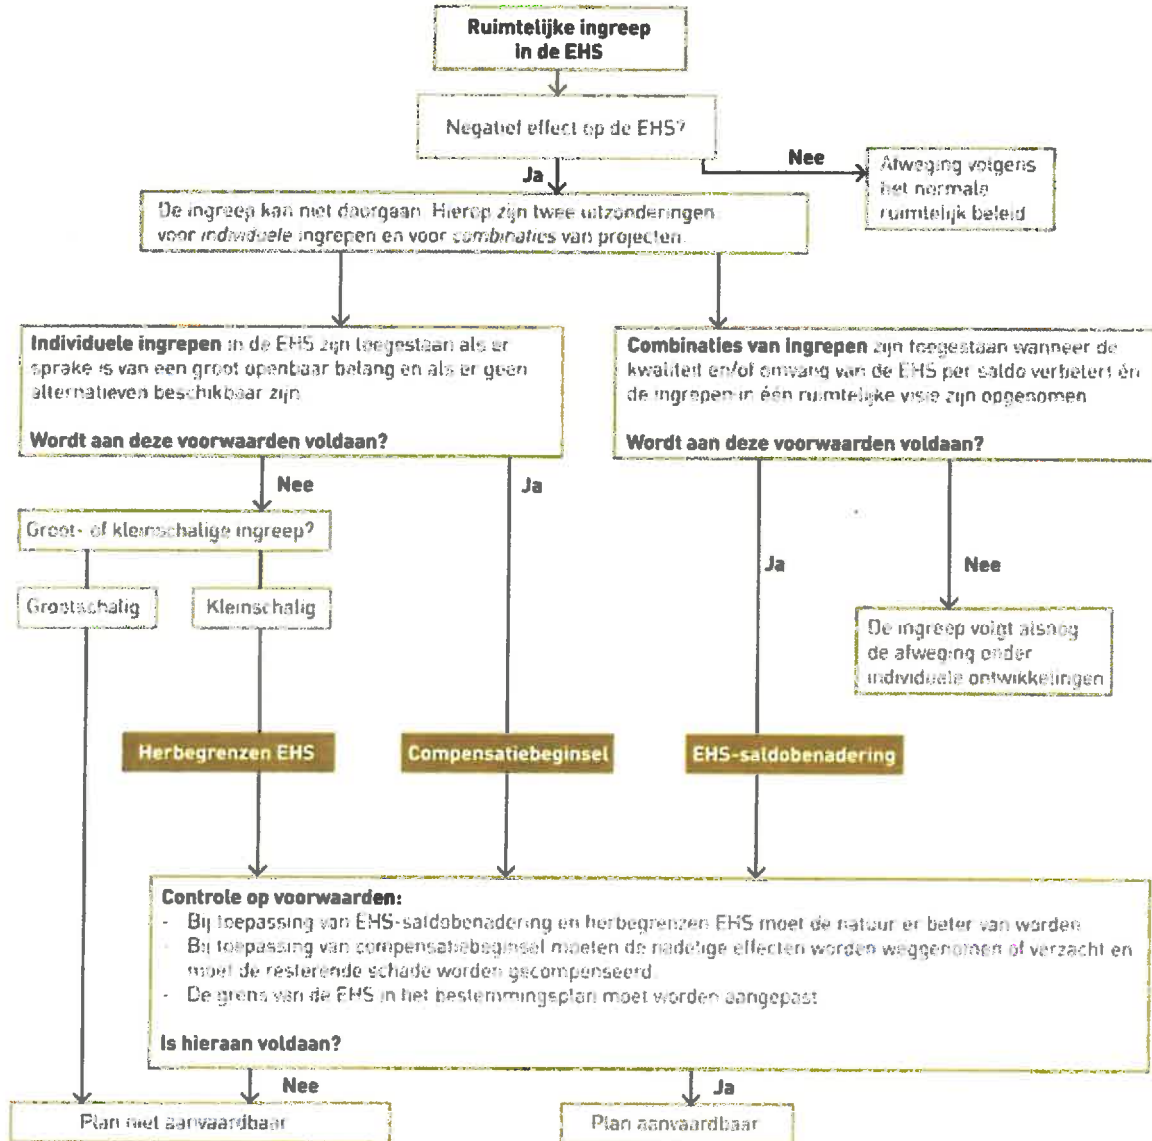 Ruimtelijke ingreep
in de EHS
Negatief effect op de EHS?
Nee
Ja
Afweging volgens
het normale
ruimtelijk beleid
De ingreep kan niet doorgaan. Hierop zijn twee uitzonderingen:
voor individuele ingrepen en voor combinaties van projecten.
Individuele ingrepen in de EHS zijn toegestaan als er
sprake is van een groot openbaar belang en als er geen
alternatieven beschikbaar zijn.
Wordt aan deze voorwaarden voldaan?
Combinaties van ingrepen zijn toegestaan wanneer de
kwaliteit en/of omvang van de EHS per saldo verbetert én
de ingrepen in één ruimtelijke visie zijn opgenomen.
Wordt aan deze voorwaarden voldaan?
Nee
Ja
Groot- of kleinschalige ingreep?
Ja
Nee
Grootschalig
Kleinschalig
De ingreep volgt alsnog
de afweging onder
individuele ontwikkelingen
Herbegrenzen EHS
Compensatiebeginsel
EHS-saldobenadering
Controle op voorwaarden:
- Bij toepassing van EHS-saldobenadering en herbegrenzen EHS moet de natuur er beter van worden
- Bij toepassing van compensatiebeginsel moeten de nadelige effecten worden weggenomen of verzacht en
moet de resterende schade worden gecompenseerd.
- De grens van de EHS in het bestemmingsplan moet worden aangepast
Is hieraan voldaan?
Nee
Ja
Plan niet aanvaardbaar
Plan aanvaardbaar